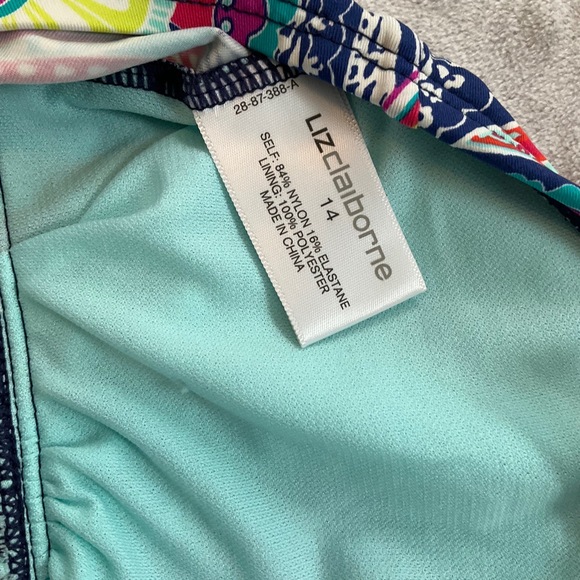 28-87-388-A
LIZclaiborne
14
SELF: 84% NYLON 16% ELASTANE
LINING: 100% POLYESTER
MADE IN CHINA